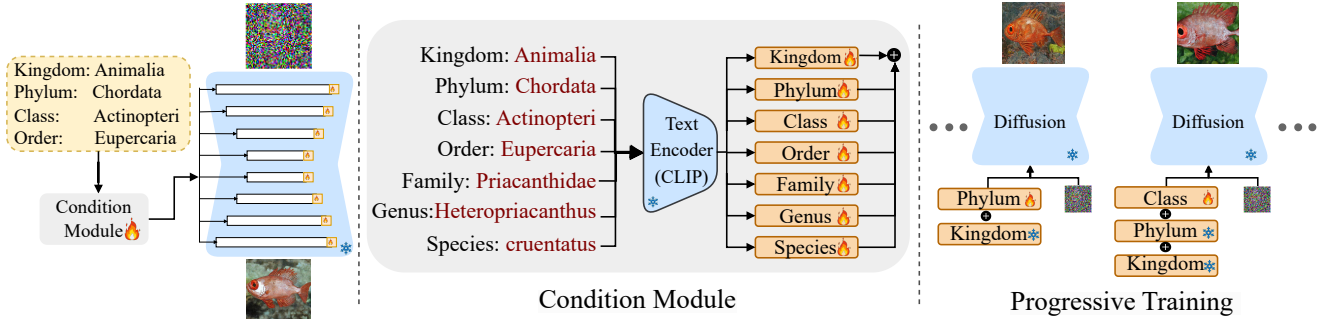 Kingdom: Animalia
Phylum: Chordata
Class: Actinopteri
Order: Eupercaria
Condition
Module
Kingdom: Animalia
Phylum: Chordata
Class: Actinopteri
Order: Eupercaria
Family: Priacanthidae
Genus:Heteropriacanthus
Species: cruentatus
Text
Encoder
(CLIP)
Kingdom
Phylum
Class
Order
Family
Genus
Species
Condition Module
Diffusion
Phylum
Kingdom
Diffusion
Class
Phylum
Kingdom
Progressive Training